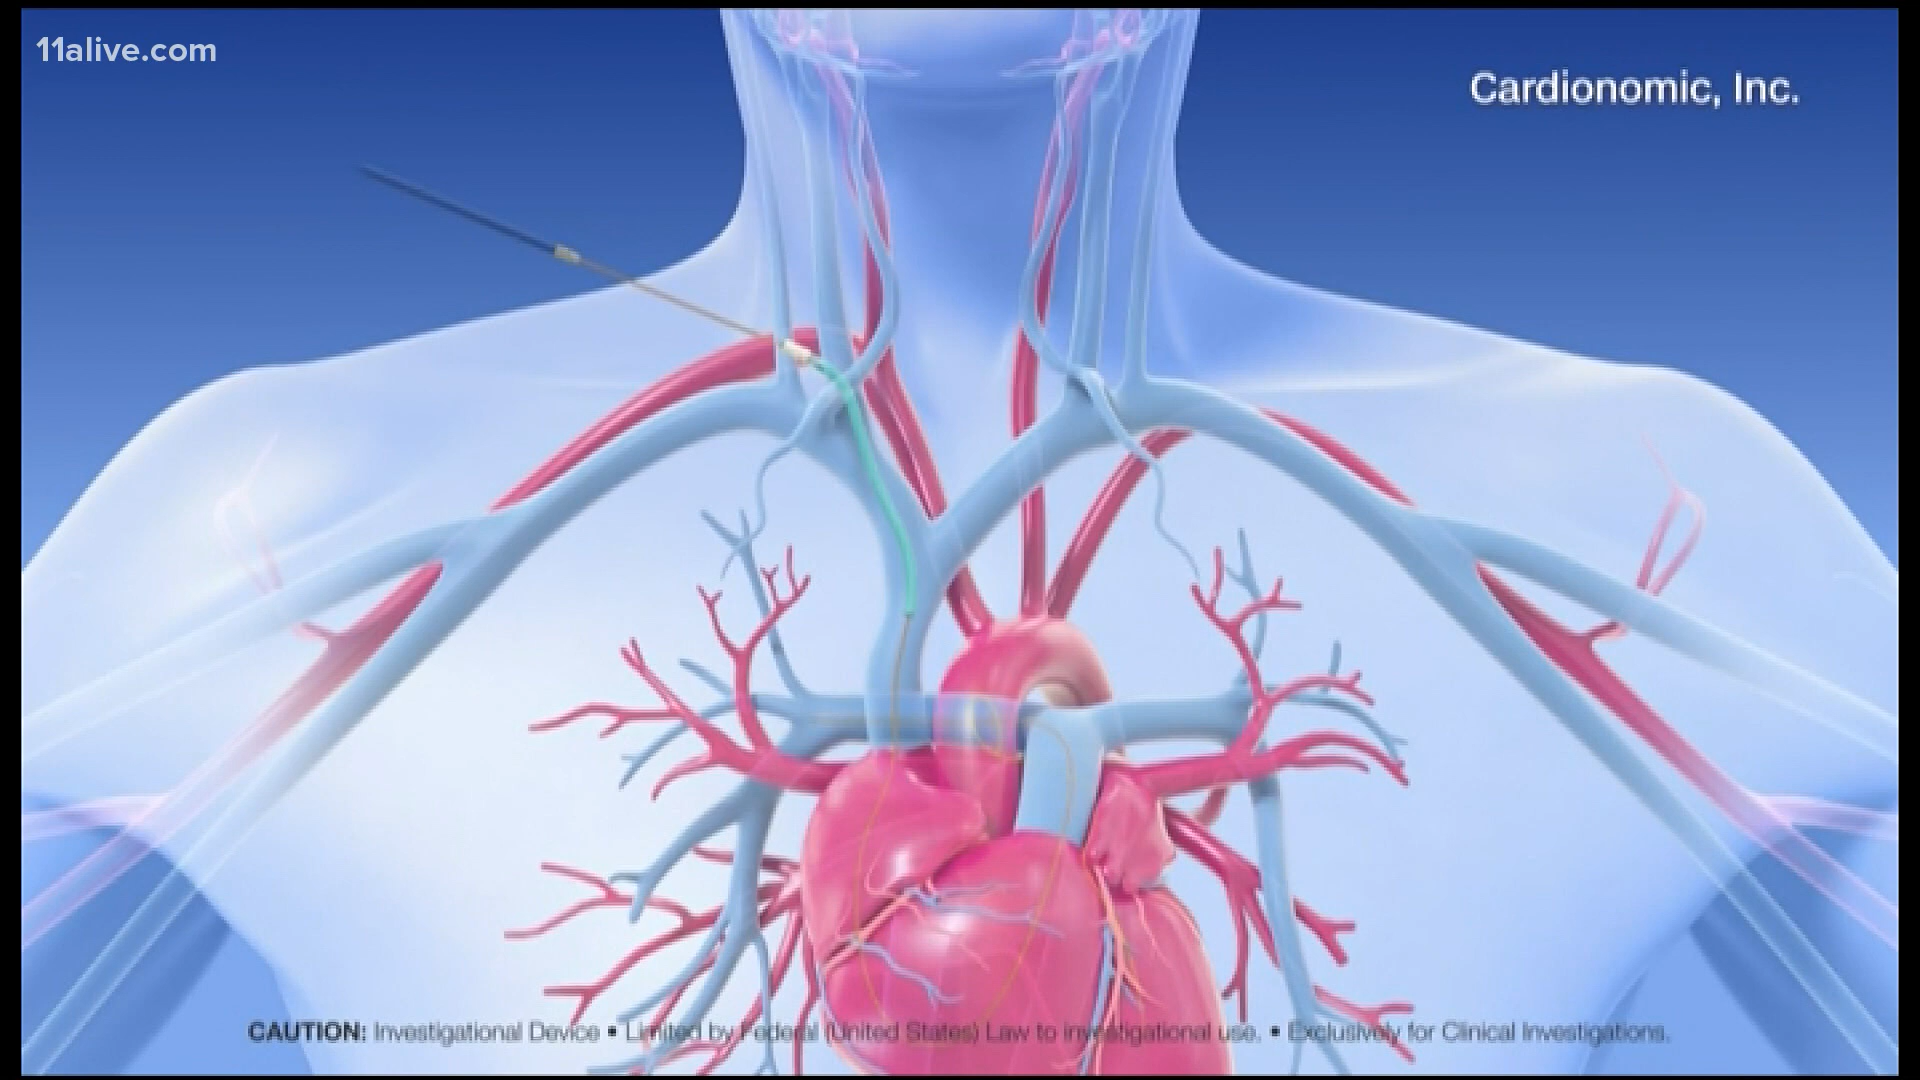 11alive.com
Cardionomic, Inc.
CAUTION: Investigational Device • Limited by Federal (United States) Law to investigational use. • Exclusively for Clinical Investigations.